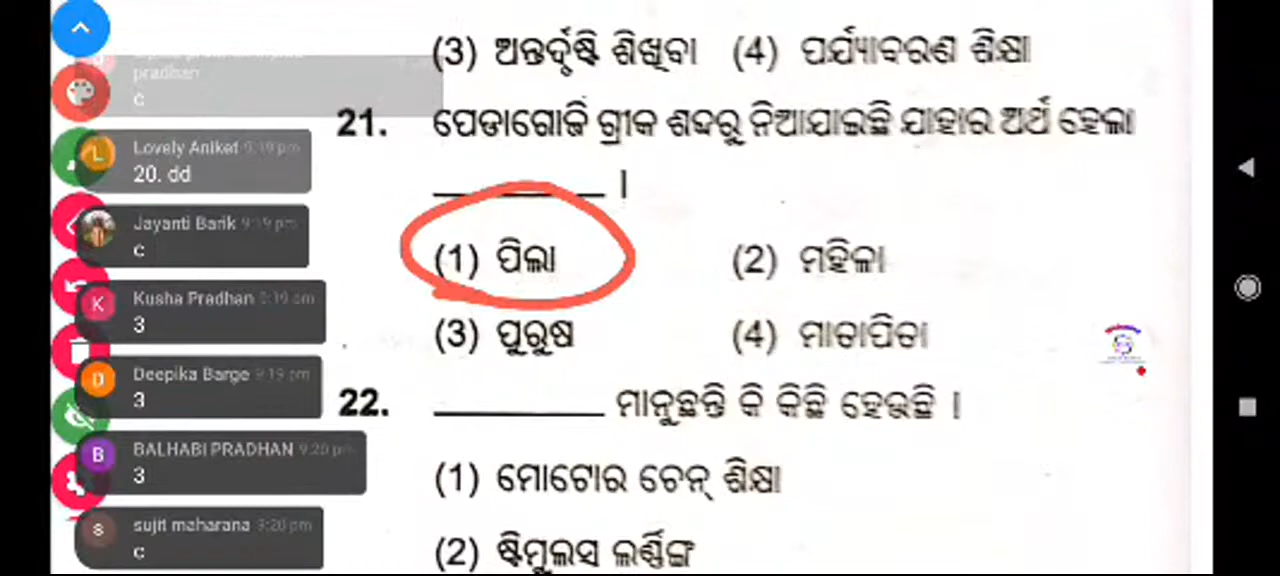 (3) ଅନ୍ତର୍ଦୃଷ୍ଟି ଶିଖିବା (4) ପର୍ଯ୍ୟାବରଣ ଶିକ୍ଷା
pradhan
c
21. ପେଡାଗୋଜି ଗ୍ରୀକ ଶବ୍ଦରୁ ନିଆଯାଇଛି ଯାହାର ଅର୍ଥ ହେଲା
__________ ।
Lovely Aniket 9:19 pm
20. dd
Jayanti Barik 9:19 pm
c
(1) ପିଲା (2) ମହିଳା
Kusha Pradhan 9:19 pm
3
(3) ପୁରୁଷ (4) ମାତାପିତା
Deepika Barge 9:19 pm
3
22. __________ ମାନୁଛନ୍ତି କି କିଛି ହେଉଛି ।
BALHABI PRADHAN 9:20 pm
3
(1) ମୋଟୋର ଚେନ୍ ଶିକ୍ଷା
sujit maharana 9:20 pm
c
(2) ଷ୍ଟିମୁଲସ ଲର୍ଣ୍ଣିଙ୍ଗ